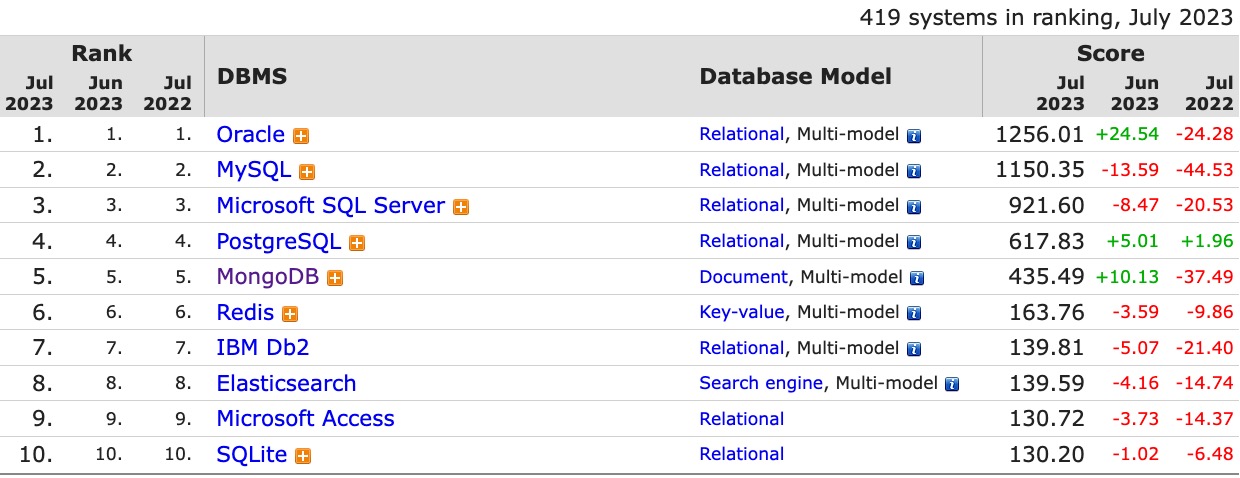 419 systems in ranking, July 2023
Rank DBMS Database Model Score
Jul 2023 Jun 2023 Jul 2022 Jul 2023 Jun 2023 Jul 2022
1. 1. 1. Oracle Relational, Multi-model 1256.01 +24.54 -24.28
2. 2. 2. MySQL Relational, Multi-model 1150.35 -13.59 -44.53
3. 3. 3. Microsoft SQL Server Relational, Multi-model 921.60 -8.47 -20.53
4. 4. 4. PostgreSQL Relational, Multi-model 617.83 +5.01 +1.96
5. 5. 5. MongoDB Document, Multi-model 435.49 +10.13 -37.49
6. 6. 6. Redis Key-value, Multi-model 163.76 -3.59 -9.86
7. 7. 7. IBM Db2 Relational, Multi-model 139.81 -5.07 -21.40
8. 8. 8. Elasticsearch Search engine, Multi-model 139.59 -4.16 -14.74
9. 9. 9. Microsoft Access Relational 130.72 -3.73 -14.37
10. 10. 10. SQLite Relational 130.20 -1.02 -6.48